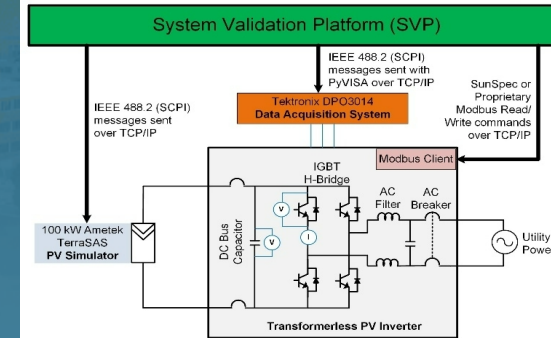 System Validation Platform (SVP)
IEEE 488.2 (SCPI)
messages sent
over TCP/IP
IEEE 488.2 (SCPI)
messages sent with
PyVISA over TCP/IP
SunSpec or
Proprietary
Modbus Read/
Write commands
over TCP/IP
Tektronix DPO3014
Data Acquisition System
Modbus Client
IGBT
H-Bridge
AC
Filter
AC
Breaker
V
V
I
DC Bus
Capacitor
100 kW Ametek
TerraSAS
PV Simulator
Utility
Power
Transformerless PV Inverter